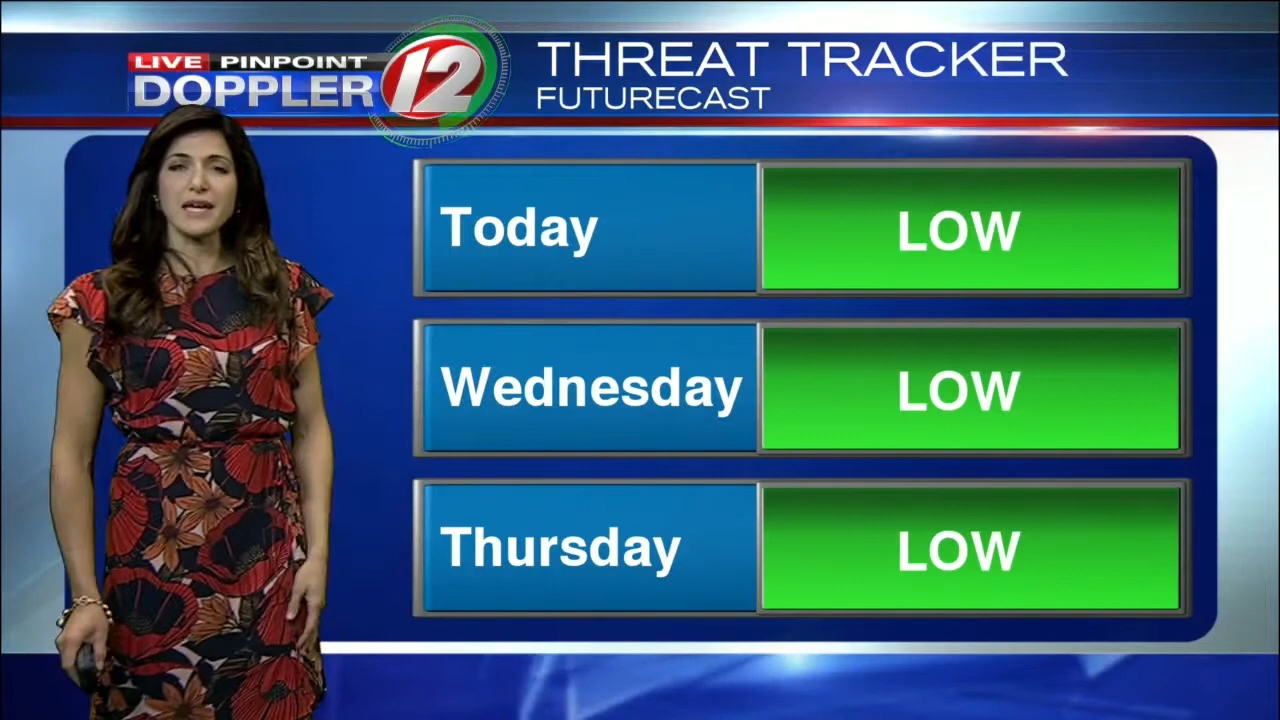 LIVE PINPOINT
DOPPLER 12
THREAT TRACKER
FUTURECAST
Today LOW
Wednesday LOW
Thursday LOW